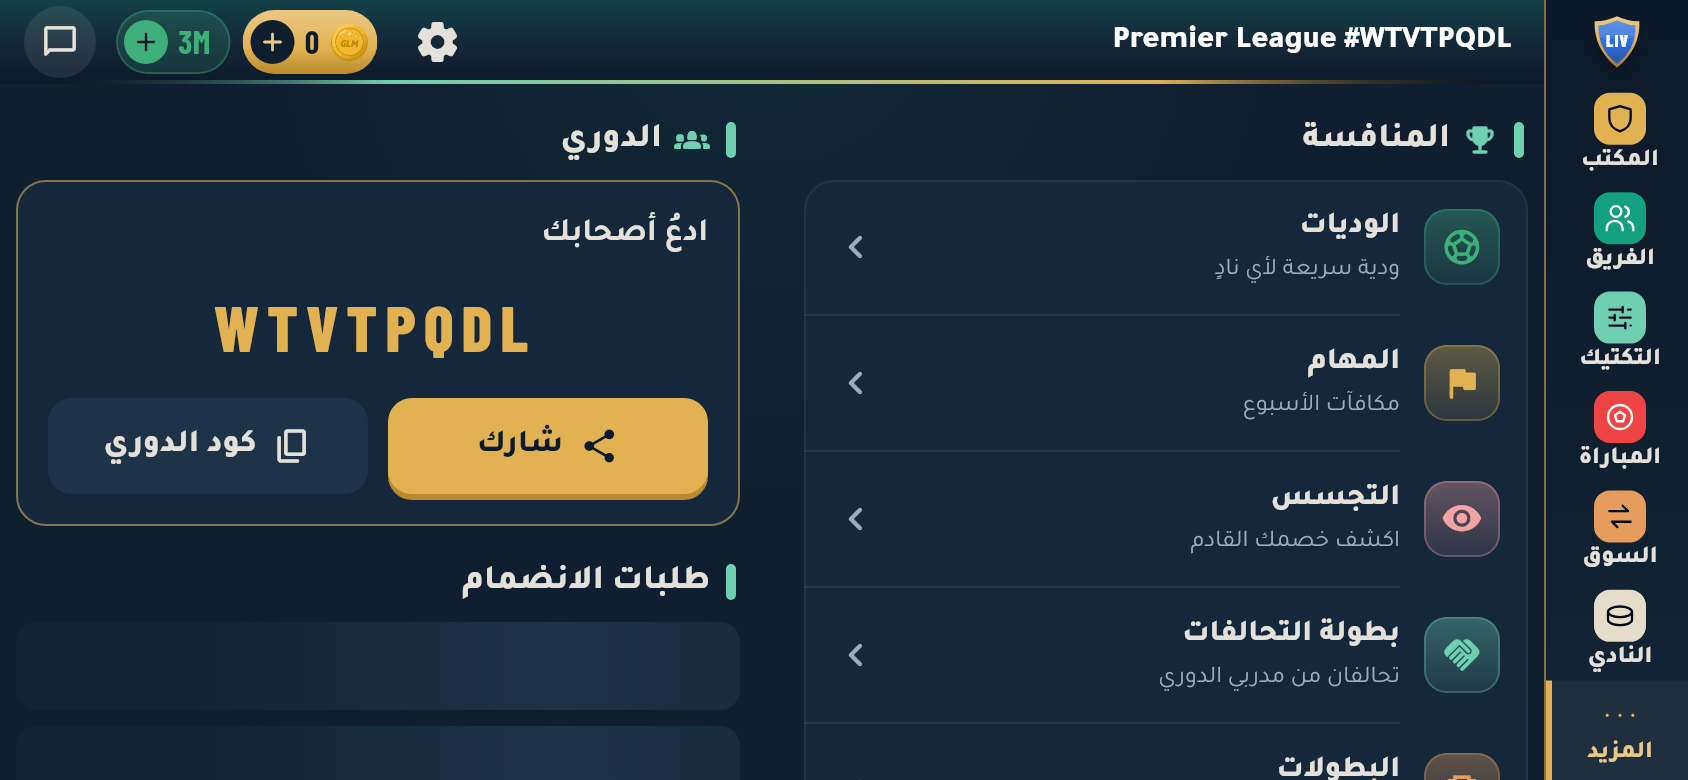 LIV
المكتب
الفريق
التكتيك
المباراة
السوق
النادي
المزيد
Premier League #WTVTPQDL
GLM
0
3M
المنافسة
الوديات
ودية سريعة لأي نادٍ
المهام
مكافآت الأسبوع
التجسس
اكشف خصمك القادم
بطولة التحالفات
تحالفان من مدربي الدوري
البطولات
الدوري
ادعُ أصحابك
WTVTPQDL
شارك
كود الدوري
طلبات الانضمام